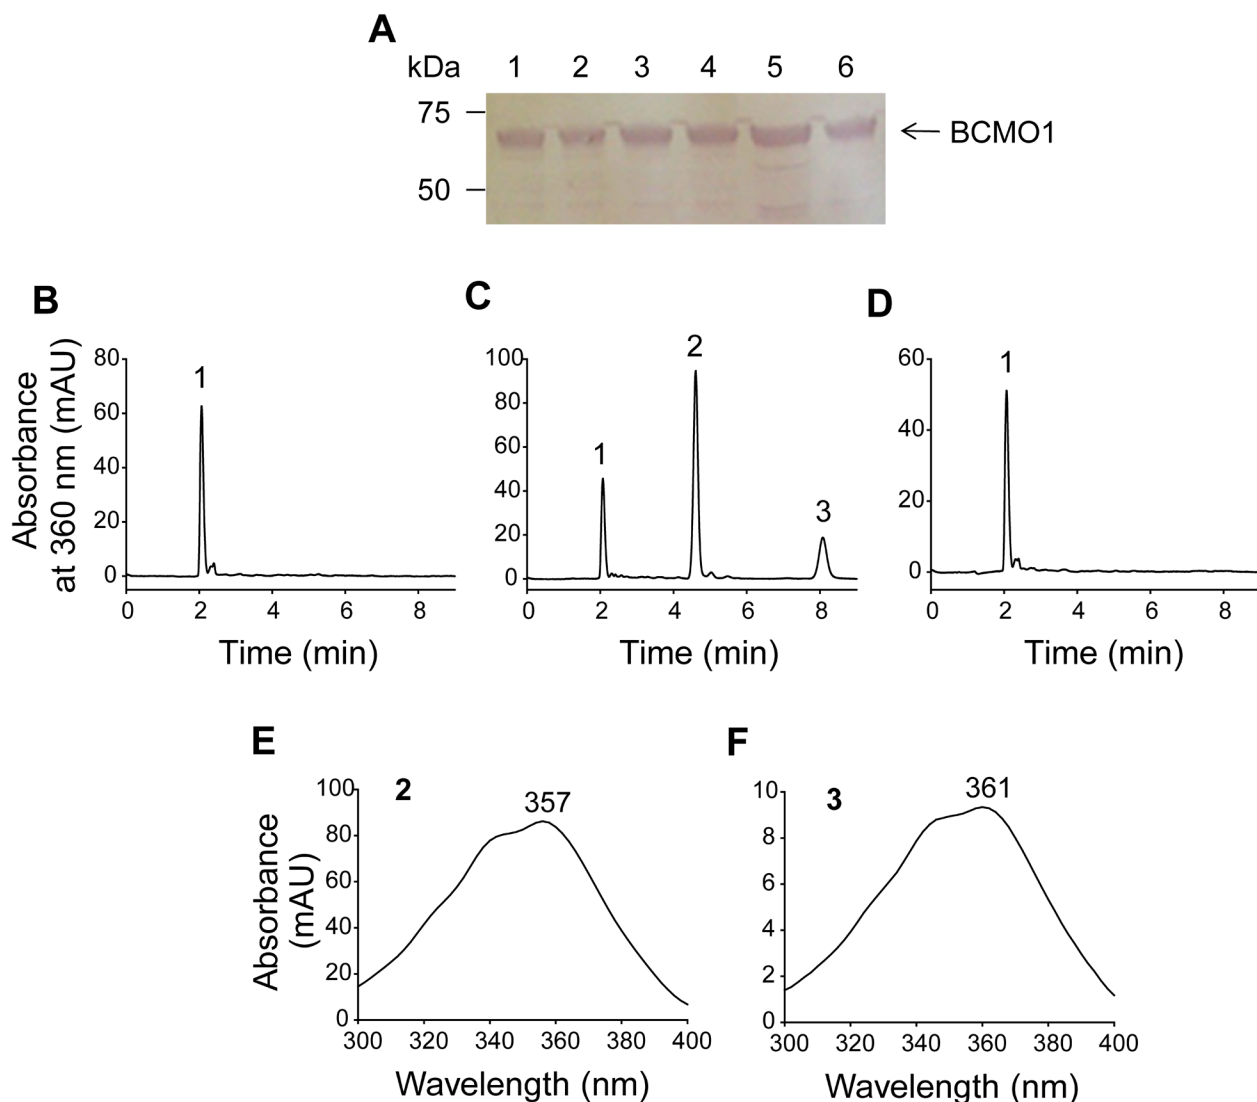 A
kDa 1 2 3 4 5 6
75
BCMO1
50
B
Absorbance
at 360 nm (mAU)
80
60
40
20
0
1
0 2 4 6 8
Time (min)
C
100
80
60
40
20
0
1
2
3
0 2 4 6 8
Time (min)
D
60
40
20
0
1
0 2 4 6 8
Time (min)
E
Absorbance
(mAU)
100
80
60
40
20
0
2
357
300 320 340 360 380 400
Wavelength (nm)
F
10
8
6
4
2
0
3
361
300 320 340 360 380 400
Wavelength (nm)